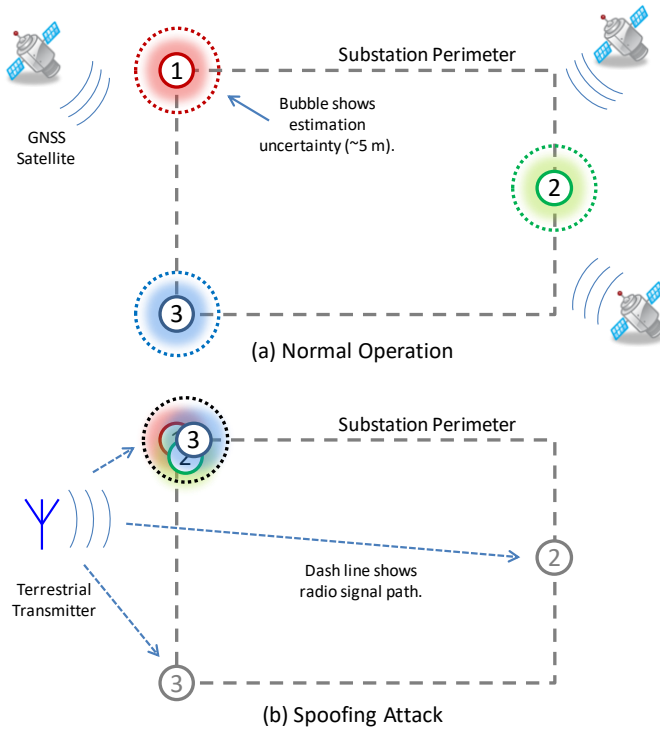 1
Substation Perimeter
Bubble shows
estimation
uncertainty (~5 m).
GNSS
Satellite
2
3
(a) Normal Operation
Substation Perimeter
1
3
2
2
Dash line shows
radio signal path.
Terrestrial
Transmitter
3
(b) Spoofing Attack